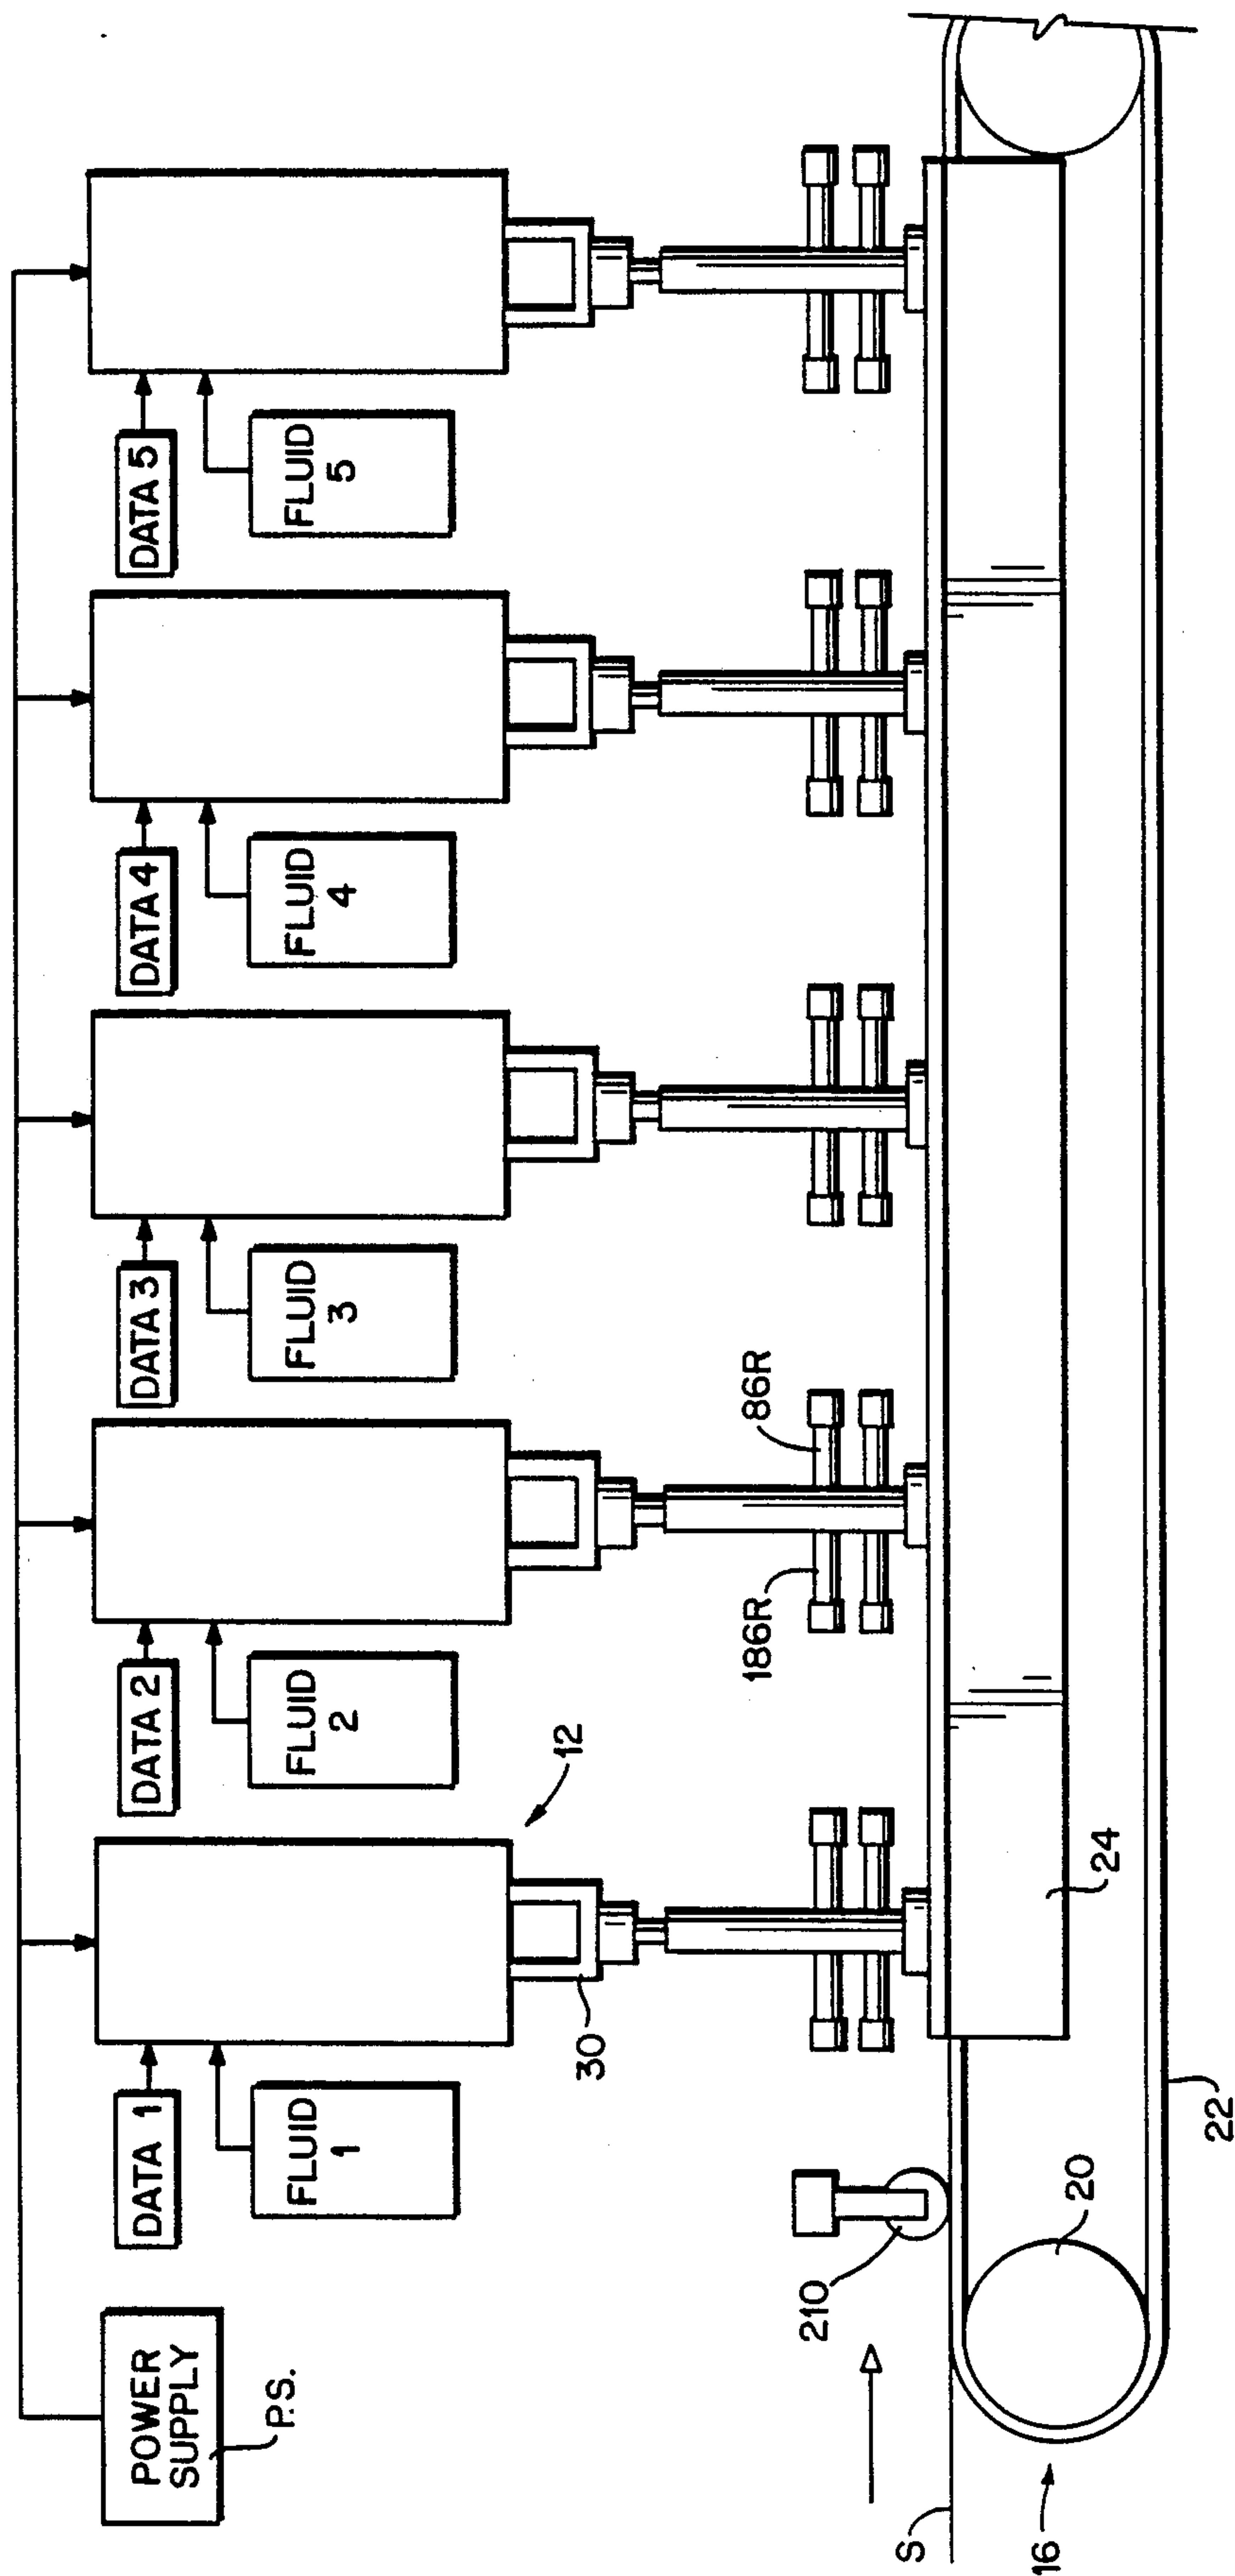 POWER
SUPPLY
P.S.
DATA 1
DATA 2
DATA 3
DATA 4
DATA 5
FLUID
1
FLUID
2
FLUID
3
FLUID
4
FLUID
5
12
30
186R
86R
210
S
16
20
22
24